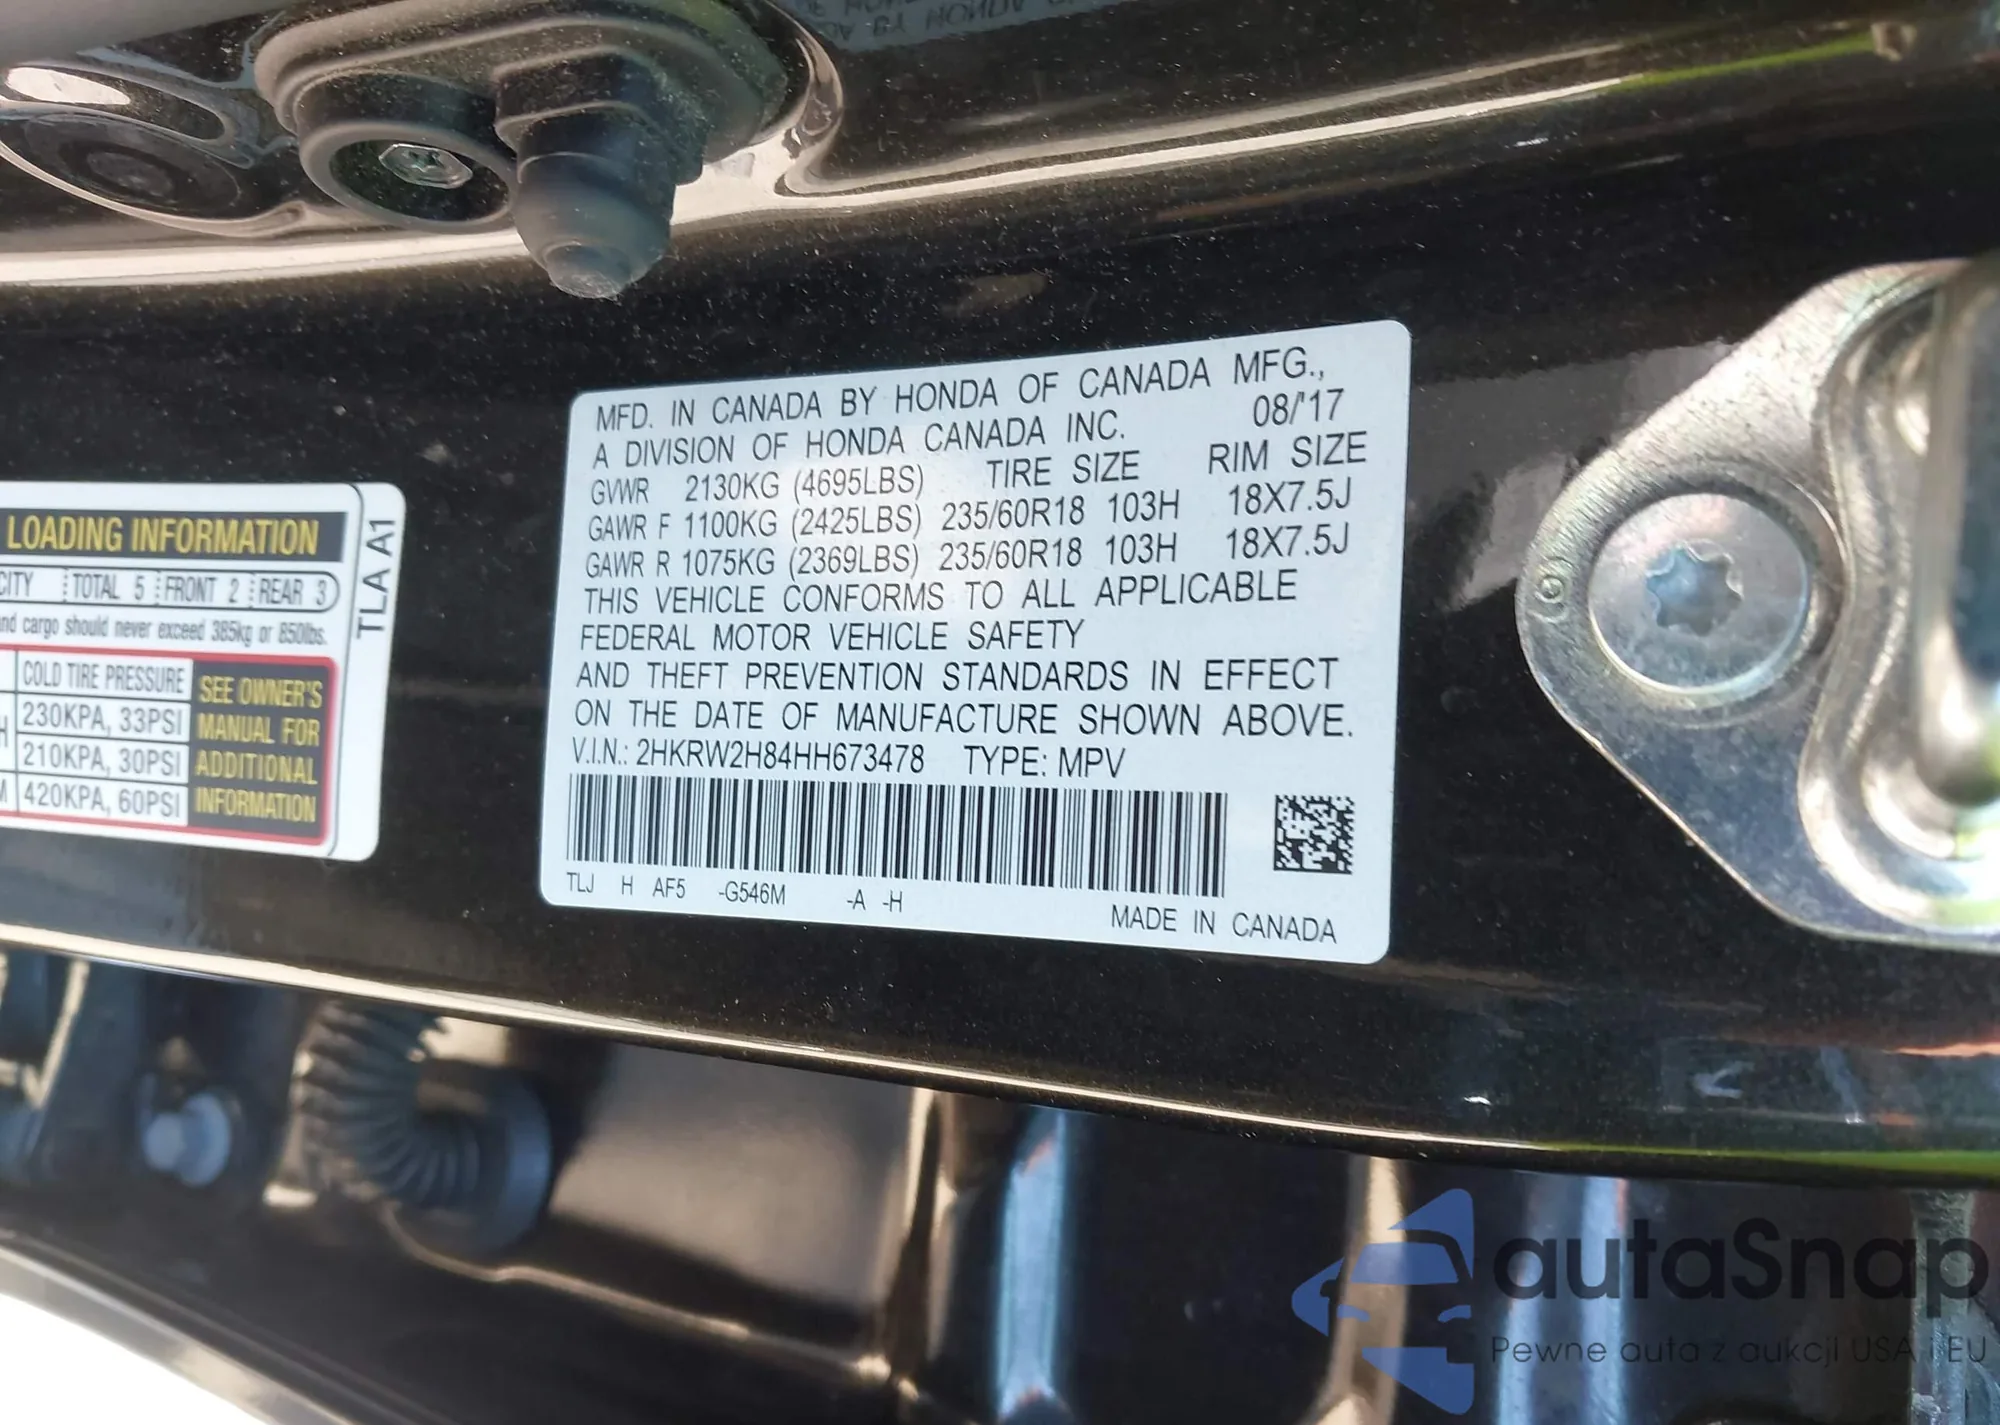 MFD. IN CANADA BY HONDA OF CANADA MFG.,
A DIVISION OF HONDA CANADA INC. 08/'17
GVWR 2130KG (4695LBS) TIRE SIZE RIM SIZE
GAWR F 1100KG (2425LBS) 235/60R18 103H 18X7.5J
GAWR R 1075KG (2369LBS) 235/60R18 103H 18X7.5J
THIS VEHICLE CONFORMS TO ALL APPLICABLE
FEDERAL MOTOR VEHICLE SAFETY
AND THEFT PREVENTION STANDARDS IN EFFECT
ON THE DATE OF MANUFACTURE SHOWN ABOVE.
V.I.N.: 2HKRW2H84HH673478 TYPE: MPV
TLJ H AF5 -G546M -A -H
MADE IN CANADA
LOADING INFORMATION
TOTAL 5 FRONT 2 REAR 3
cargo should never exceed 385kg or 850lbs.
COLD TIRE PRESSURE
230KPA, 33PSI
210KPA, 30PSI
420KPA, 60PSI
SEE OWNER'S
MANUAL FOR
ADDITIONAL
INFORMATION
TLA A1
autaSnap
Pewne auta z aukcji USA i EU